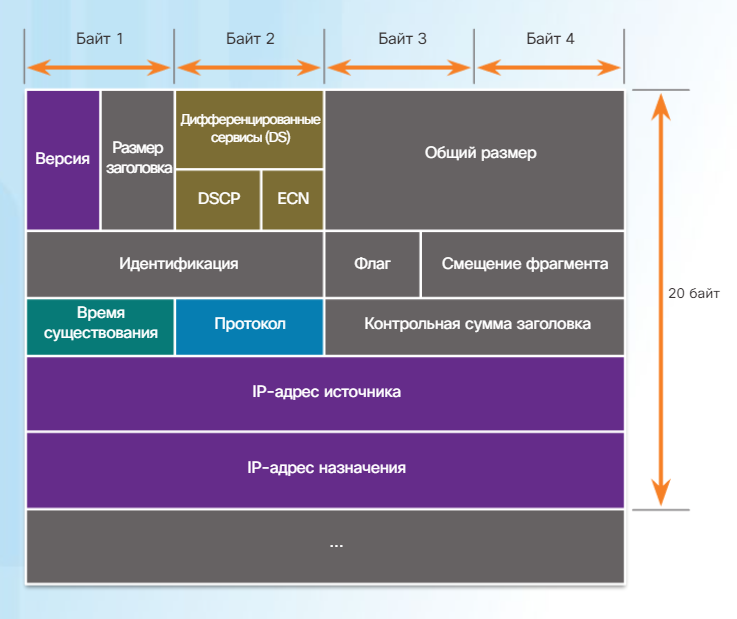 Байт 1
Байт 2
Байт 3
Байт 4
Версия
Размер
заголовка
Дифференцированные
сервисы (DS)
DSCP
ECN
Общий размер
Идентификация
Флаг
Смещение фрагмента
20 байт
Время
существования
Протокол
Контрольная сумма заголовка
IP-адрес источника
IP-адрес назначения
...